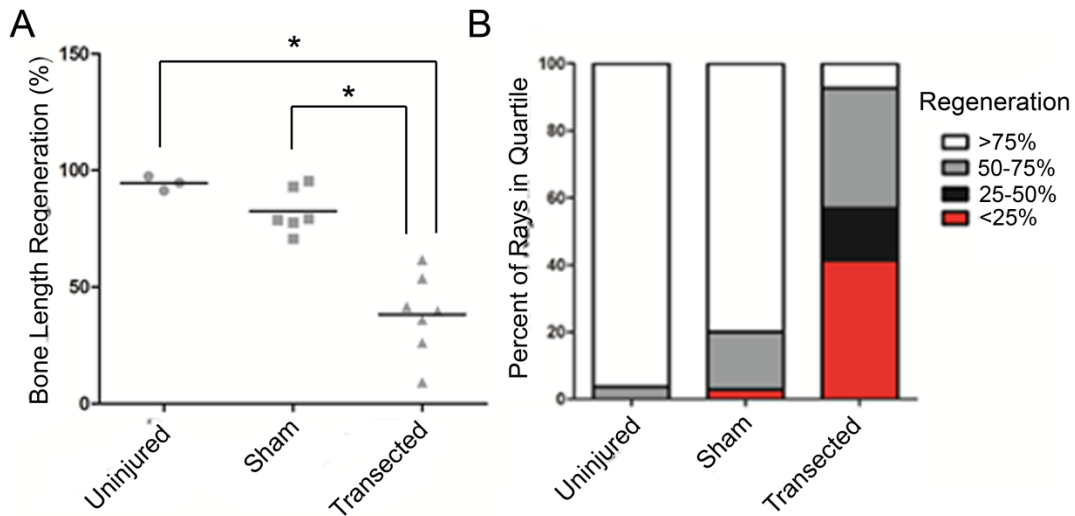 A
Bone Length Regeneration (%)
150
100
50
0
*
*
Uninjured
Sham
Transected
B
Percent of Rays in Quartile
100
80
60
40
20
0
Uninjured
Sham
Transected
Regeneration
>75%
50-75%
25-50%
<25%